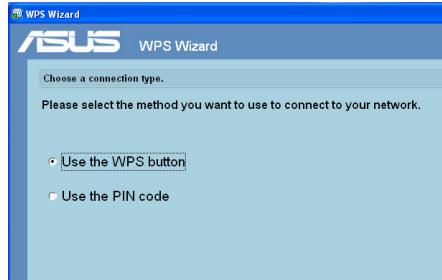 WPS Wizard
ASUS WPS Wizard
Choose a connection type.
Please select the method you want to use to connect to your network.
Use the WPS button
Use the PIN code